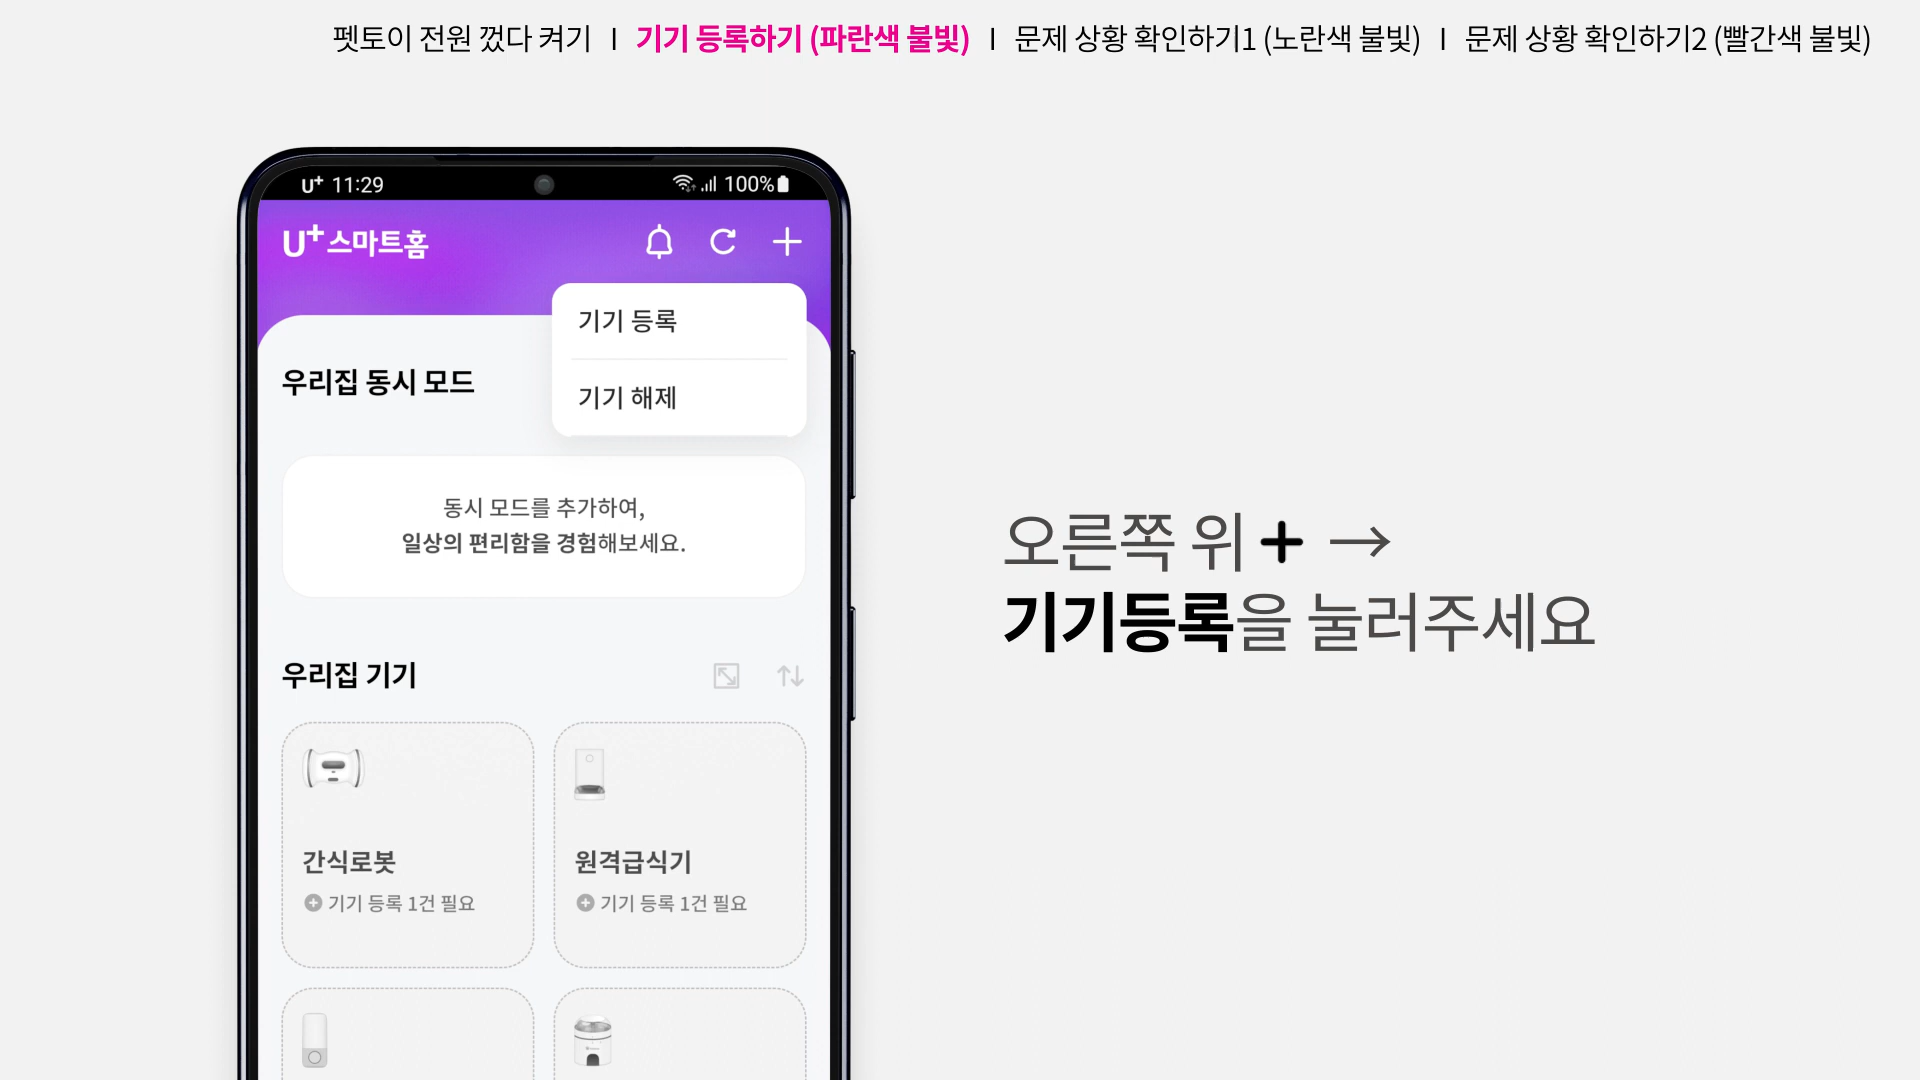 펫토이 전원 껐다 켜기 | 기기 등록하기 (파란색 불빛) | 문제 상황 확인하기1 (노란색 불빛) | 문제 상황 확인하기2 (빨간색 불빛)
U+ 11:29 100%
U+스마트홈
기기 등록
기기 해제
우리집 동시 모드
동시 모드를 추가하여,
일상의 편리함을 경험해보세요.
오른쪽 위 + →
기기등록을 눌러주세요
우리집 기기
간식로봇 원격급식기
기기 등록 1건 필요 기기 등록 1건 필요